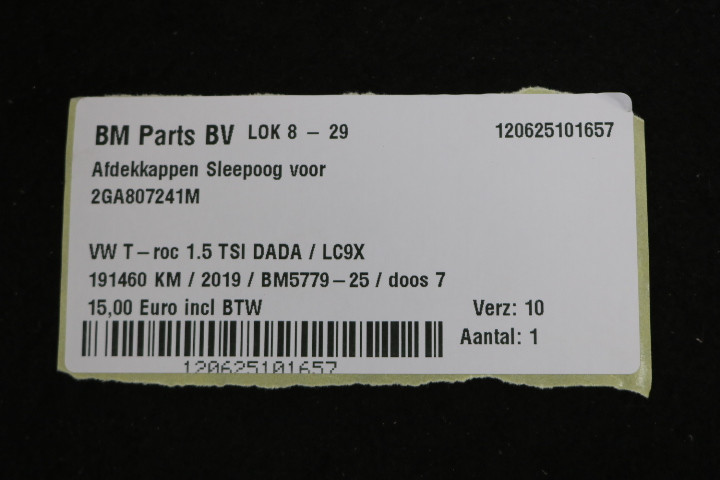 BM Parts BV LOK 8 - 29 120625101657
Afdekkappen Sleepoog voor
2GA807241M
VW T-roc 1.5 TSI DADA / LC9X
191460 KM / 2019 / BM5779-25 / doos 7
15,00 Euro incl BTW Verz: 10
Aantal: 1
120625101657